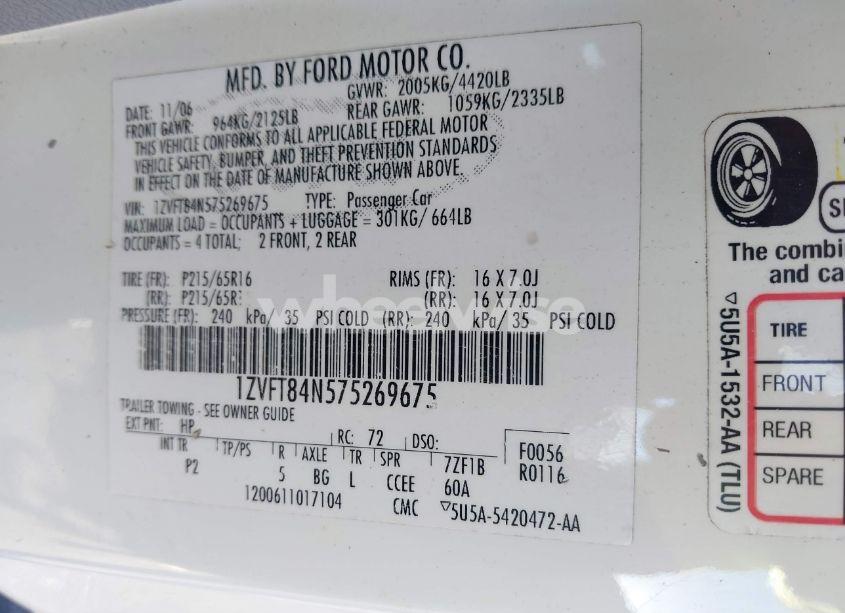 MFD. BY FORD MOTOR CO.
DATE: 11/06 GVWR: 2005KG/4420LB
FRONT GAWR: 964KG/2125LB REAR GAWR: 1059KG/2335LB
THIS VEHICLE CONFORMS TO ALL APPLICABLE FEDERAL MOTOR
VEHICLE SAFETY, BUMPER, AND THEFT PREVENTION STANDARDS
IN EFFECT ON THE DATE OF MANUFACTURE SHOWN ABOVE.
VIN: 1ZVFT84N575269675 TYPE: Passenger Car
MAXIMUM LOAD = OCCUPANTS + LUGGAGE = 301KG/ 664LB
OCCUPANTS = 4 TOTAL; 2 FRONT, 2 REAR
TIRE (FR): P215/65R16 RIMS (FR): 16 X 7.0J
(RR): P215/65R (RR): 16 X 7.0J
PRESSURE (FR): 240 kPa/ 35 PSI COLD (RR): 240 kPa/ 35 PSI COLD
1ZVFT84N575269675
TRAILER TOWING - SEE OWNER GUIDE
EXT PNT: HP RC: 72 DSO: F0056
INT TR TP/PS R AXLE TR SPR 7ZF1B R0116
P2 5 BG L CCEE 60A
1200611017104 CMC ▽5U5A-5420472-AA
▽5U5A-1532-AA (TLU)
The combi
and ca
TIRE
FRONT
REAR
SPARE